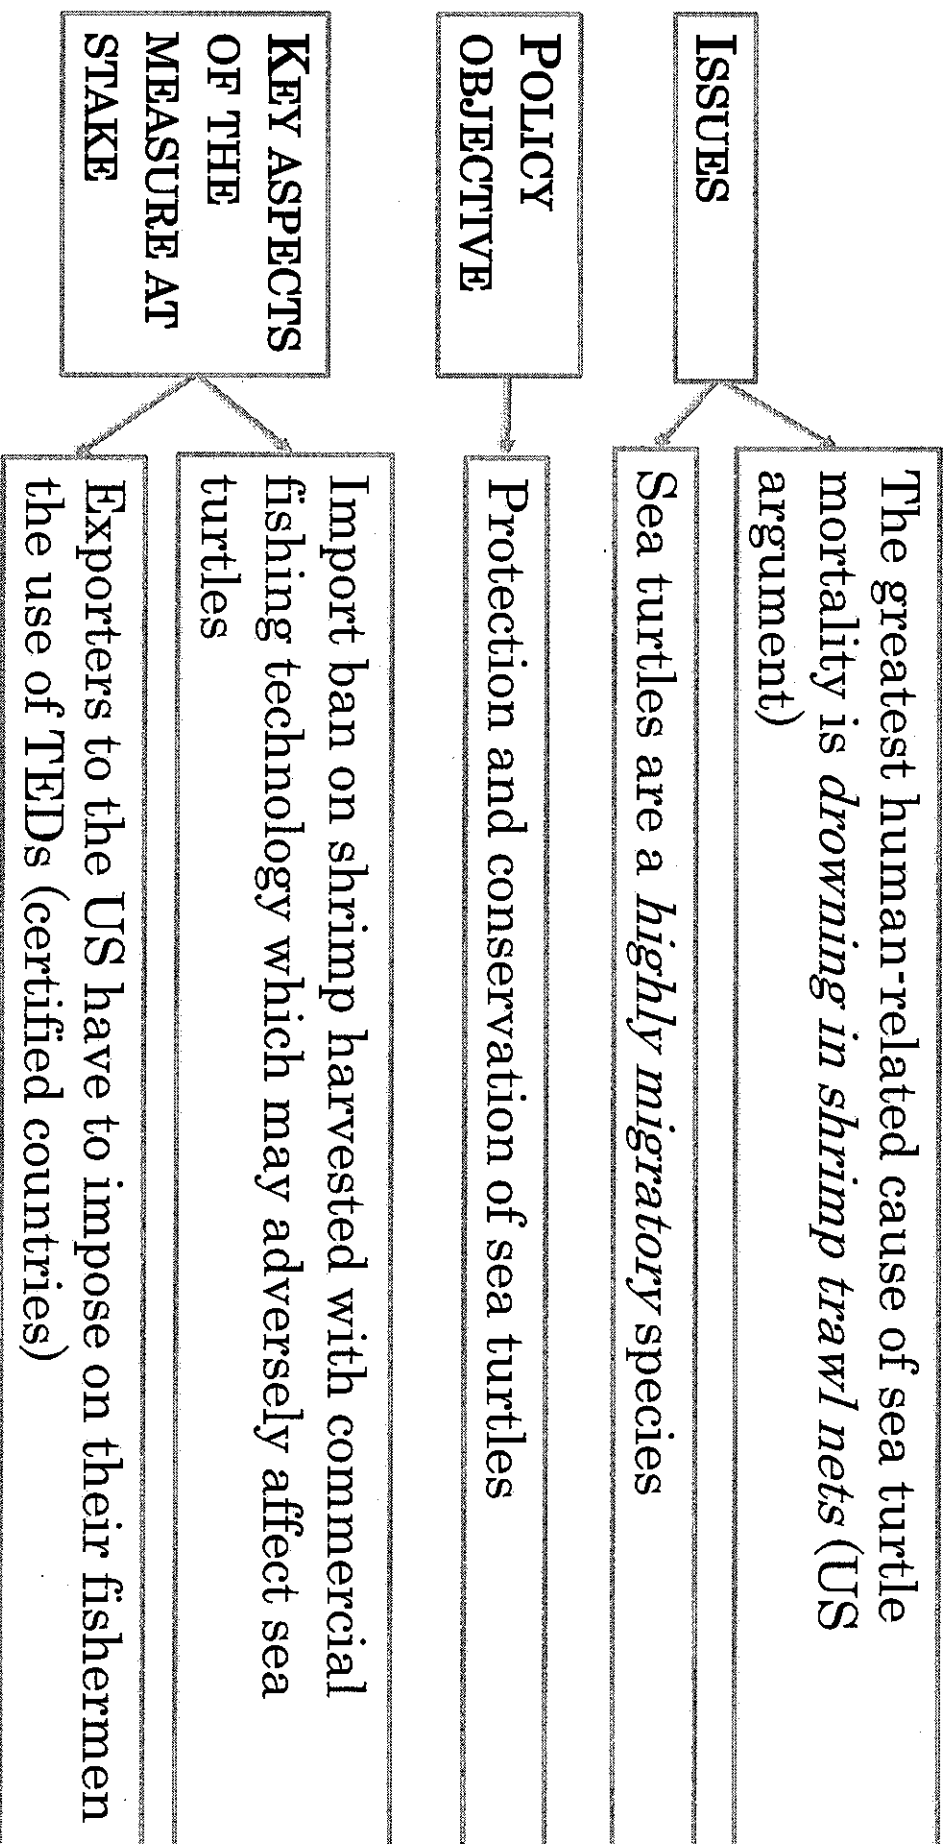 ISSUES
The greatest human-related cause of sea turtle
mortality is drowning in shrimp trawl nets (US
argument)
Sea turtles are a highly migratory species
POLICY
OBJECTIVE
Protection and conservation of sea turtles
KEY ASPECTS
OF THE
MEASURE AT
STAKE
Import ban on shrimp harvested with commercial
fishing technology which may adversely affect sea
turtles
Exporters to the US have to impose on their fishermen
the use of TEDs (certified countries)